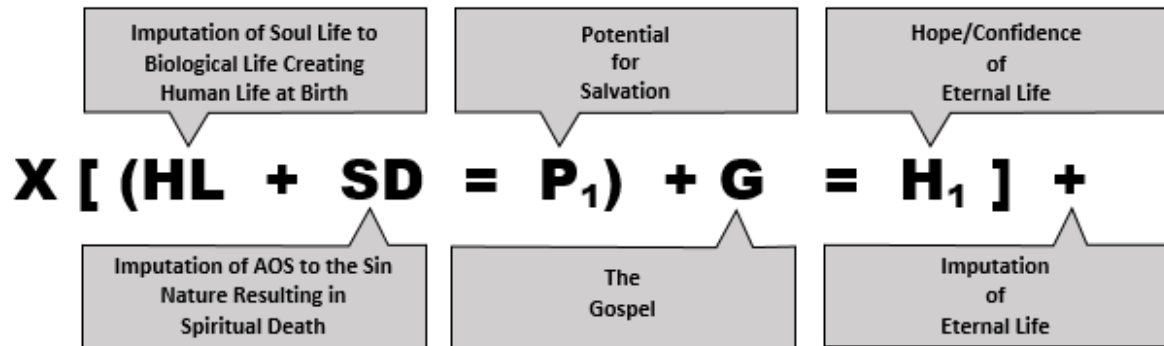 Imputation of Soul Life to
Biological Life Creating
Human Life at Birth
Potential
for
Salvation
Hope/Confidence
of
Eternal Life
X [ (HL + SD = P₁) + G = H₁ ] +
Imputation of AOS to the Sin
Nature Resulting in
Spiritual Death
The
Gospel
Imputation
of
Eternal Life